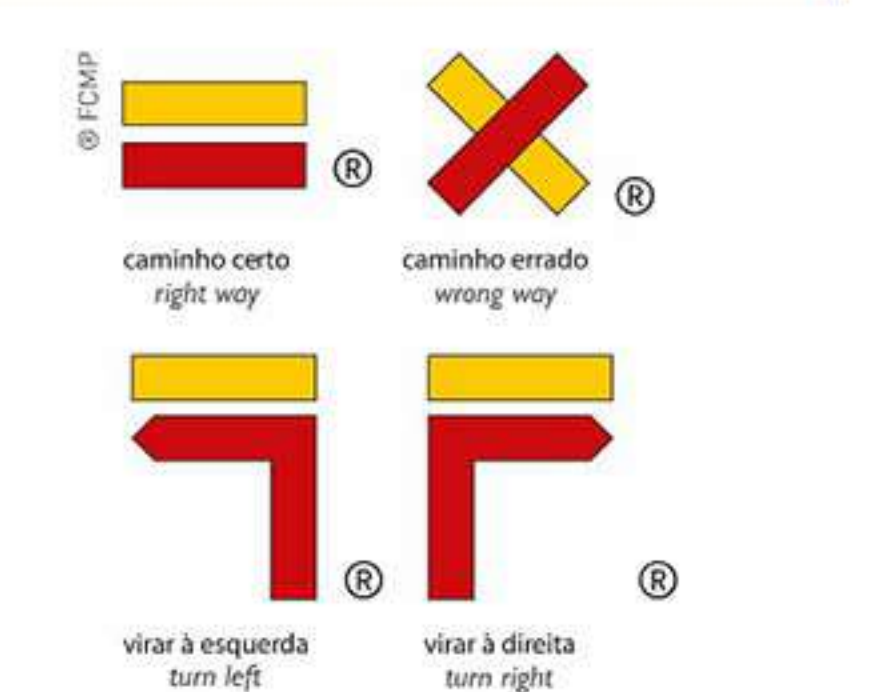 ® FCMP
®
®
caminho certo
right way
caminho errado
wrong way
®
®
virar à esquerda
turn left
virar à direita
turn right